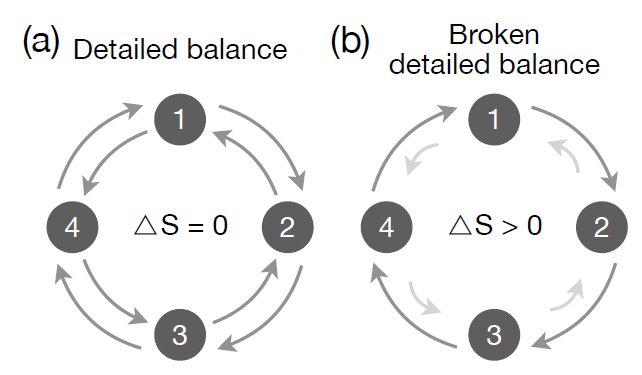 (a) Detailed balance
1
4
△S = 0
2
3
(b) Broken
detailed balance
1
4
△S > 0
2
3